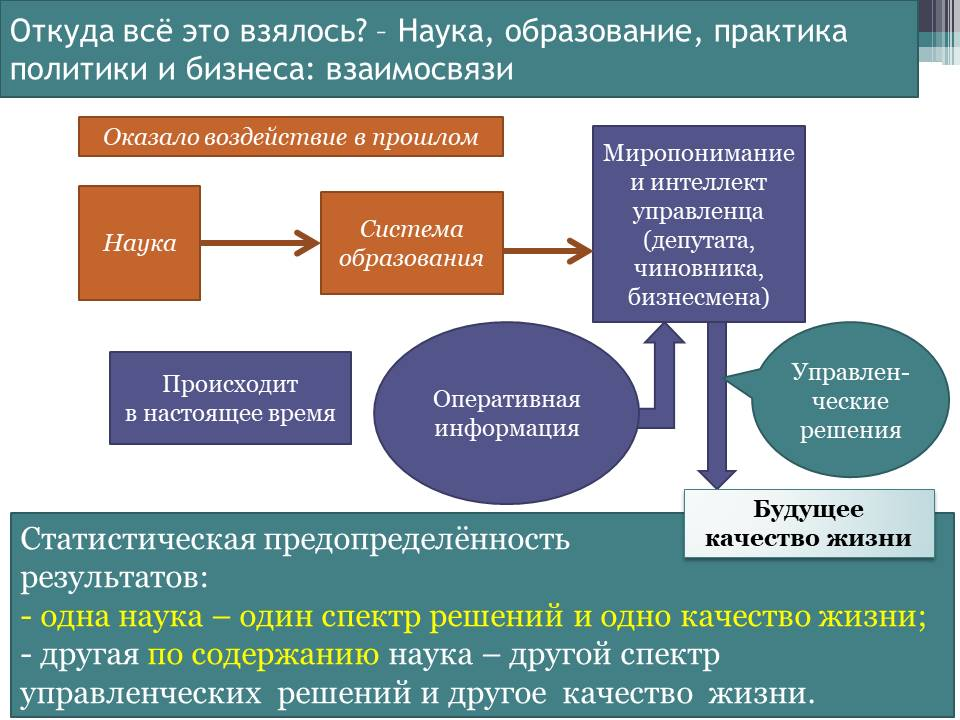 Откуда всё это взялось? – Наука, образование, практика
политики и бизнеса: взаимосвязи
Оказало воздействие в прошлом
Наука
Система
образования
Миропонимание
и интеллект
управленца
(депутата,
чиновника,
бизнесмена)
Происходит
в настоящее время
Оперативная
информация
Управлен-
ческие
решения
Будущее
качество жизни
Статистическая предопределённость
результатов:
- одна наука – один спектр решений и одно качество жизни;
- другая по содержанию наука – другой спектр
управленческих решений и другое качество жизни.